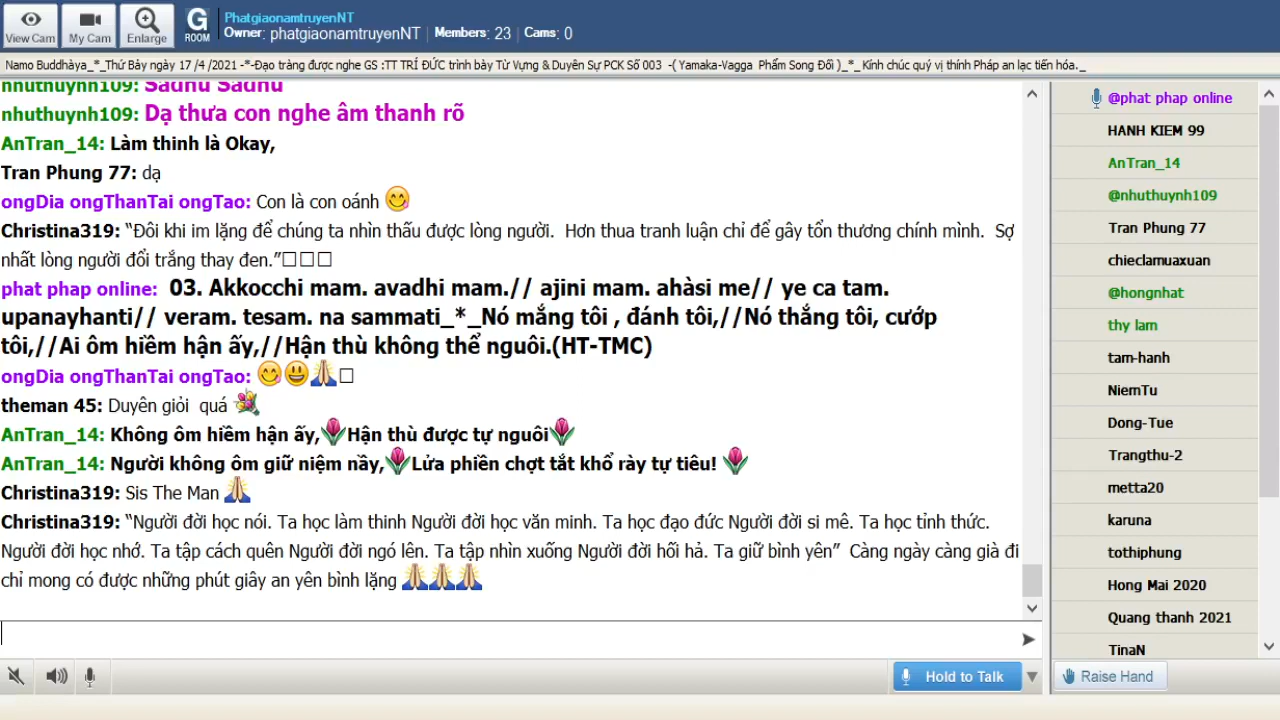 View Cam
My Cam
Enlarge
G
ROOM
PhatgiaonamtruyenNT
Owner: phatgiaonamtruyenNT | Members: 23 | Cams: 0
Namo Buddhàya_*_Thứ Bảy ngày 17 /4 /2021 -*-Đạo tràng được nghe GS :TT TRÍ ĐỨC trình bày Từ Vựng & Duyên Sự PCK Số 003 -( Yamaka-Vagga Phẩm Song Đối )_*_ Kính chúc quý vị thính Pháp an lạc tiến hóa._
nhuthuynh109: Sadhu Sadhu
nhuthuynh109: Dạ thưa con nghe âm thanh rõ
AnTran_14: Làm thinh là Okay,
Tran Phung 77: dạ
ongDia ongThanTai ongTao: Con là con oánh 😋
Christina319: “Đôi khi im lặng để chúng ta nhìn thấu được lòng người. Hơn thua tranh luận chỉ để gây tổn thương chính mình. Sợ
nhất lòng người đổi trắng thay đen.”□□□
phat phap online: 03. Akkocchi mam. avadhi mam.// ajini mam. ahàsi me// ye ca tam.
upanayhanti// veram. tesam. na sammati_*_Nó mắng tôi , đánh tôi,//Nó thắng tôi, cướp
tôi,//Ai ôm hiềm hận ấy,//Hận thù không thể nguôi.(HT-TMC)
ongDia ongThanTai ongTao: 😋😃🙏□
theman 45: Duyên giỏi quá 💐
AnTran_14: Không ôm hiềm hận ấy,🌷Hận thù được tự nguôi🌷
AnTran_14: Người không ôm giữ niệm nầy,🌷Lửa phiền chợt tắt khổ rày tự tiêu! 🌷
Christina319: Sis The Man 🙏
Christina319: “Người đời học nói. Ta học làm thinh Người đời học văn minh. Ta học đạo đức Người đời si mê. Ta học tỉnh thức.
Người đời học nhớ. Ta tập cách quên Người đời ngó lên. Ta tập nhìn xuống Người đời hối hả. Ta giữ bình yên” Càng ngày càng già đi
chỉ mong có được những phút giây an yên bình lặng 🙏🙏🙏
Hold to Talk
@phat phap online
HANH KIEM 99
AnTran_14
@nhuthuynh109
Tran Phung 77
chieclamuaxuan
@hongnhat
thy lam
tam-hanh
NiemTu
Dong-Tue
Trangthu-2
metta20
karuna
tothiphung
Hong Mai 2020
Quang thanh 2021
TinaN
Raise Hand